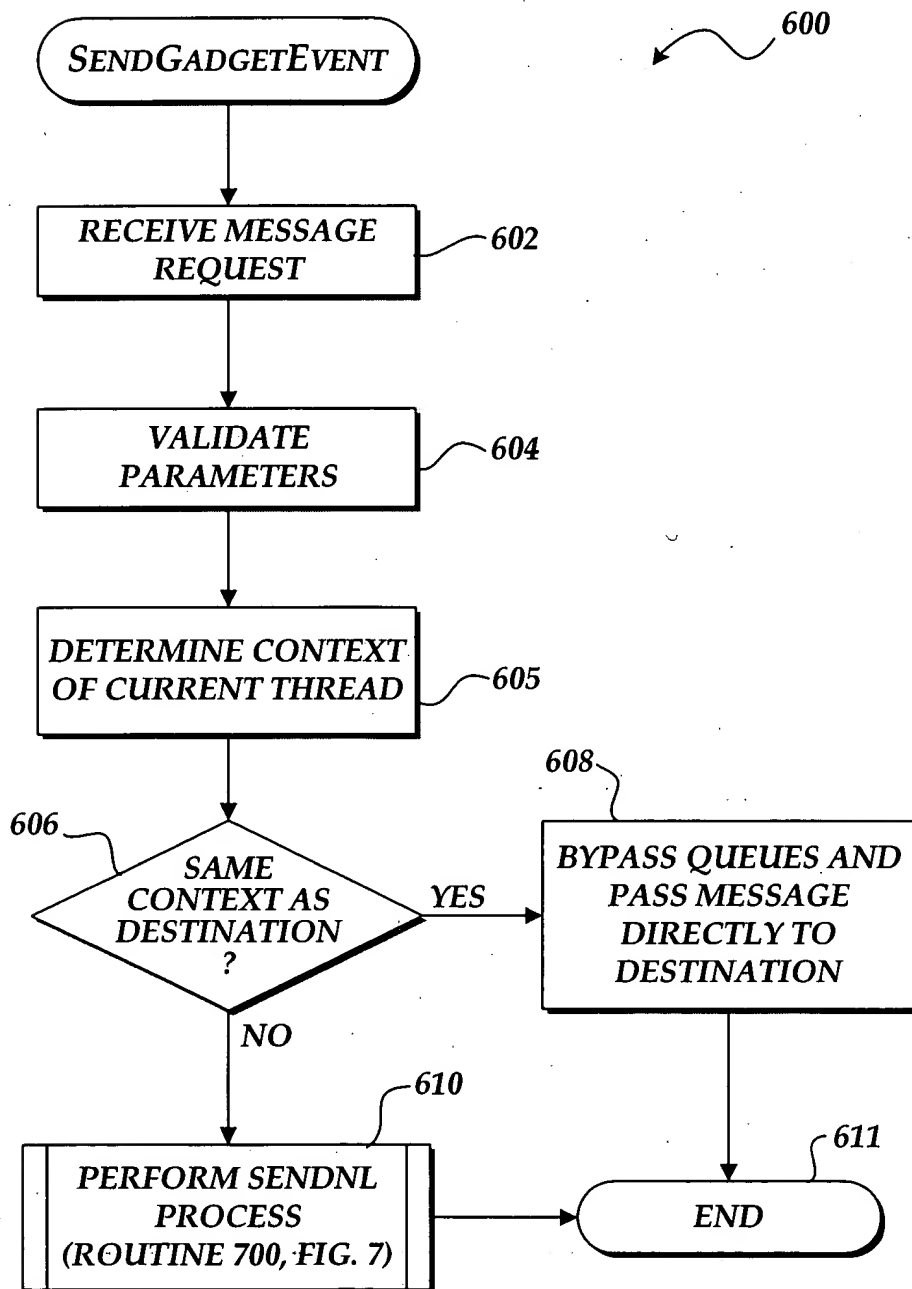 SENDGADGETEVENT
600
RECEIVE MESSAGE
REQUEST
602
VALIDATE
PARAMETERS
604
DETERMINE CONTEXT
OF CURRENT THREAD
605
606
SAME
CONTEXT AS
DESTINATION
?
YES
NO
608
BYPASS QUEUES AND
PASS MESSAGE
DIRECTLY TO
DESTINATION
610
PERFORM SENDNL
PROCESS
(ROUTINE 700, FIG. 7)
611
END